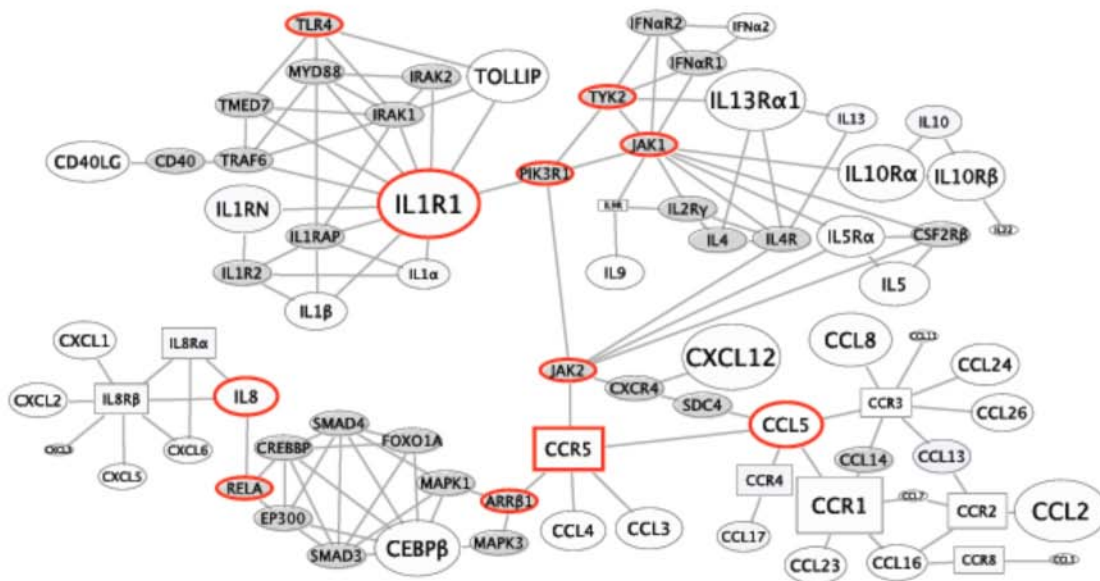 TLR4
IFNαR2
IFNα2
MYD88
IRAK2
TOLLIP
IFNαR1
TMED7
IRAK1
TYK2
IL13Rα1
IL13
IL10
CD40LG
CD40
TRAF6
JAK1
PIK3R1
IL10Rα
IL10Rβ
IL1RN
IL1R1
IL2Rγ
IL1RAP
IL4
IL4R
IL5Rα
CSF2Rβ
IL22
IL1R2
IL1α
IL9
IL5
IL1β
CXCL1
IL8Rα
CXCL12
CCL8
CCL11
CCL24
JAK2
CXCR4
CXCL2
IL8Rβ
IL8
SDC4
CCR3
CCL26
SMAD4
CCL5
CXCL6
CREBBP
FOXO1A
CCR5
CCL14
CCL13
CXCL5
RELA
MAPK1
ARRβ1
CCR4
CCR1
CCL7
CCR2
CCL2
EP300
CCL4
CCL3
CCL17
SMAD3
CEBPβ
MAPK3
CCL23
CCL16
CCR8